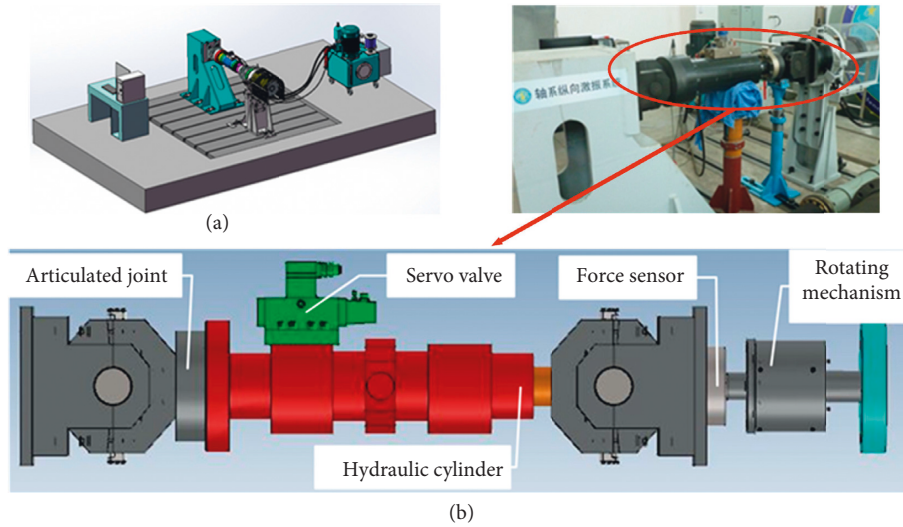 轴系纵向激振系统
(a)
Articulated joint
Servo valve
Force sensor
Rotating
mechanism
Hydraulic cylinder
(b)